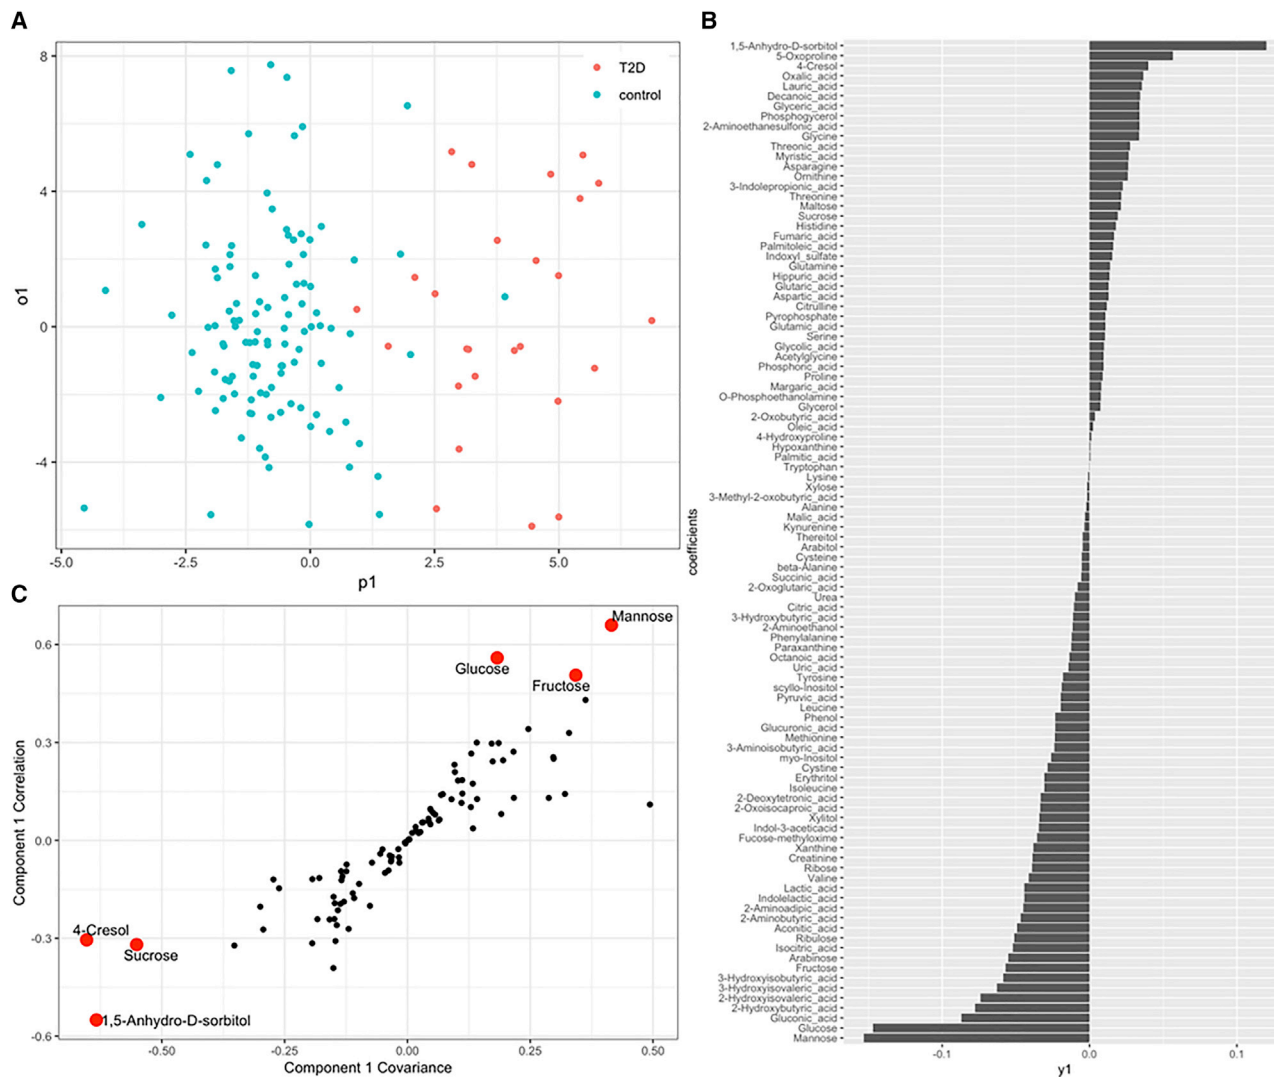 A
8
4
0
-4
o1
-5.0
-2.5
0.0
2.5
5.0
p1
T2D
control
B
coefficients
1,5-Anhydro-D-sorbitol
5-Oxoproline
4-Cresol
Oxalic_acid
Lauric_acid
Decanoic_acid
Glyceric_acid
Phosphogycerol
2-Aminoethanesulfonic_acid
Glycine
Threonic_acid
Myristic_acid
Asparagine
Ornithine
3-Indolepropionic_acid
Threonine
Maltose
Sucrose
Histidine
Fumaric_acid
Palmitoleic_acid
Indoxyl_sulfate
Glutamine
Hippuric_acid
Glutaric_acid
Aspartic_acid
Citrulline
Pyrophosphate
Glutamic_acid
Serine
Glycolic_acid
Acetylglycine
Phosphoric_acid
Proline
Margaric_acid
O-Phosphoethanolamine
Glycerol
2-Oxobutyric_acid
Oleic_acid
4-Hydroxyproline
Hypoxanthine
Palmitic_acid
Tryptophan
Lysine
Xylose
3-Methyl-2-oxobutyric_acid
Alanine
Malic_acid
Kynurenine
Thereitol
Arabitol
Cysteine
beta-Alanine
Succinic_acid
2-Oxoglutaric_acid
Urea
Citric_acid
3-Hydroxybutyric_acid
2-Aminoethanol
Phenylalanine
Paraxanthine
Octanoic_acid
Uric_acid
Tyrosine
scyllo-Inositol
Pyruvic_acid
Leucine
Phenol
Glucuronic_acid
Methionine
3-Aminoisobutyric_acid
myo-Inositol
Cystine
Erythritol
Isoleucine
2-Deoxytetronic_acid
2-Oxoisocaproic_acid
Xylitol
Indol-3-aceticacid
Fucose-methyloxime
Xanthine
Creatinine
Ribose
Valine
Lactic_acid
Indolelactic_acid
2-Aminoadipic_acid
2-Aminobutyric_acid
Aconitic_acid
Ribulose
Isocitric_acid
Arabinose
Fructose
3-Hydroxyisobutyric_acid
3-Hydroxyisovaleric_acid
2-Hydroxyisovaleric_acid
2-Hydroxybutyric_acid
Gluconic_acid
Glucose
Mannose
-0.1
0.0
0.1
y1
C
0.6
0.3
0.0
-0.3
-0.6
Component 1 Correlation
Mannose
Glucose
Fructose
4-Cresol
Sucrose
1,5-Anhydro-D-sorbitol
-0.50
-0.25
0.00
0.25
0.50
Component 1 Covariance